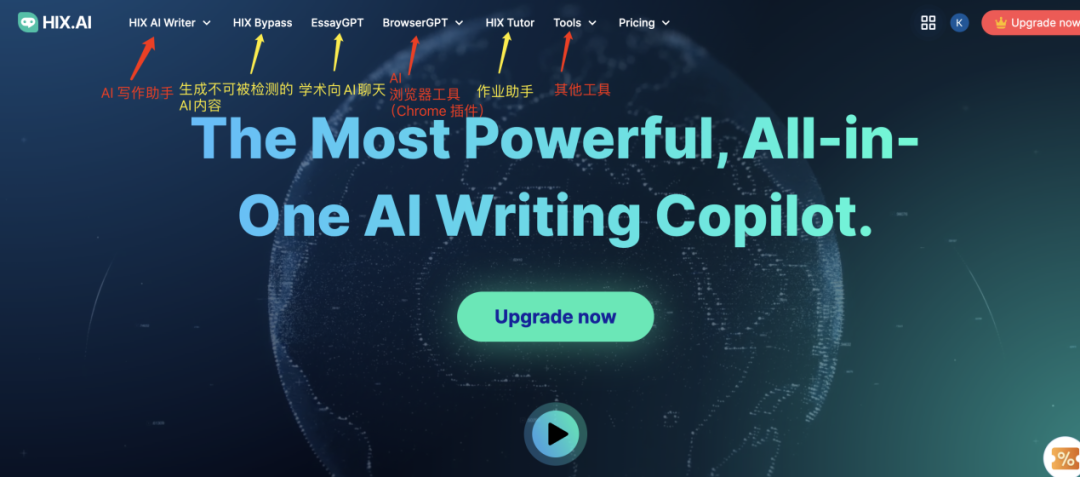 HIX.AI HIX AI Writer HIX Bypass EssayGPT BrowserGPT HIX Tutor Tools Pricing K Upgrade now
AI 写作助手
生成不可被检测的
AI内容
学术向AI聊天
AI
浏览器工具
（Chrome 插件）
作业助手
其他工具
The Most Powerful, All-in-
One AI Writing Copilot.
Upgrade now
%